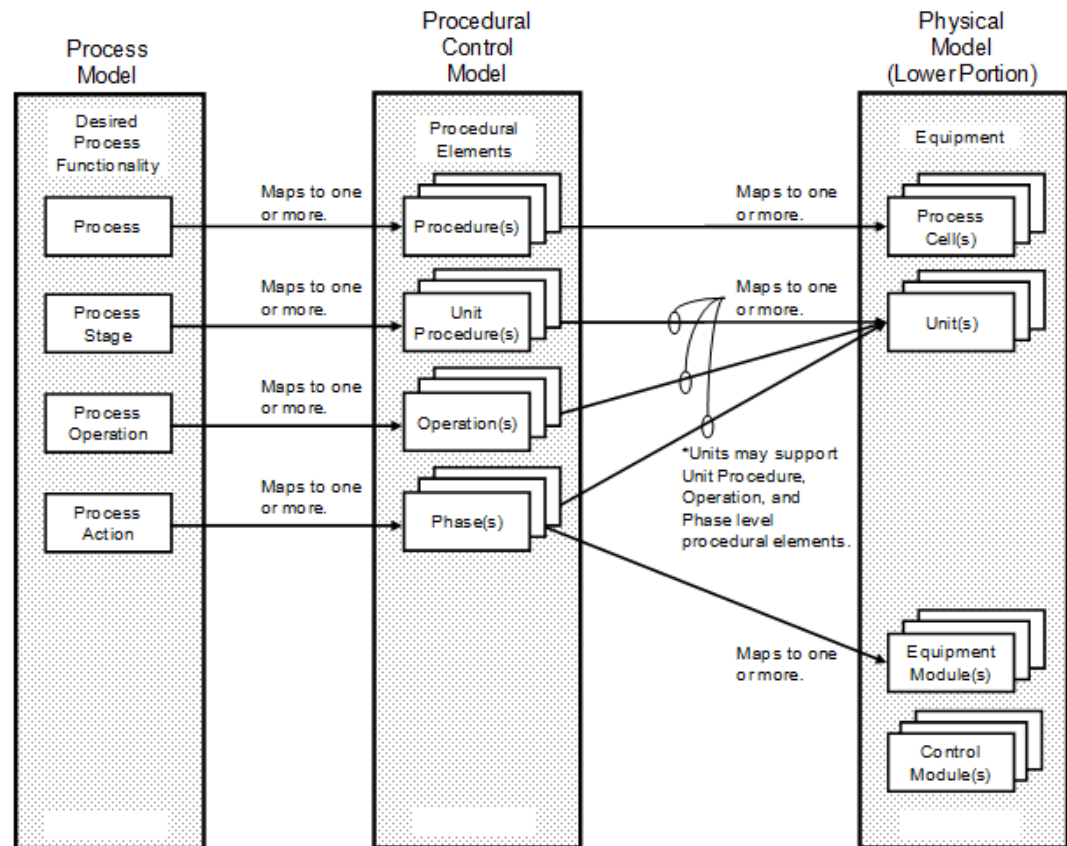 Process
Model
Procedural
Control
Model
Physical
Model
(Lower Portion)
Desired
Process
Functionality
Procedural
Elements
Equipment
Process
Maps to one
or more.
Procedure(s)
Maps to one
or more.
Process
Cell(s)
Process
Stage
Maps to one
or more.
Unit
Procedure(s)
Maps to one
or more.
Unit(s)
Process
Operation
Maps to one
or more.
Operation(s)
*Units may support
Unit Procedure,
Operation, and
Phase level
procedural elements.
Process
Action
Maps to one
or more.
Phase(s)
Maps to one
or more.
Equipment
Module(s)
Control
Module(s)